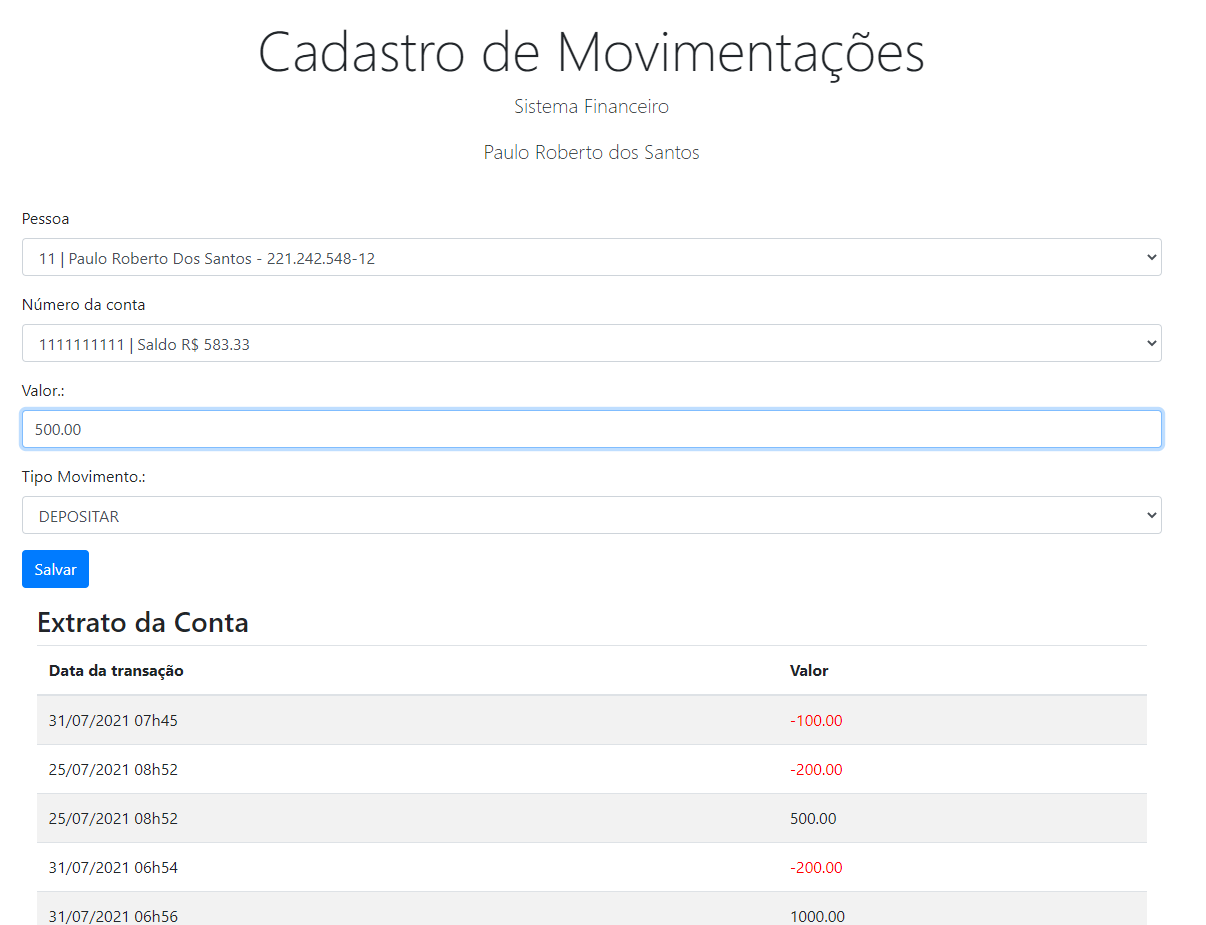 Cadastro de Movimentações
Sistema Financeiro
Paulo Roberto dos Santos
Pessoa
11 | Paulo Roberto Dos Santos - 221.242.548-12
Número da conta
1111111111 | Saldo R$ 583.33
Valor.:
500.00
Tipo Movimento.:
DEPOSITAR
Salvar
Extrato da Conta
Data da transação Valor
31/07/2021 07h45 -100.00
25/07/2021 08h52 -200.00
25/07/2021 08h52 500.00
31/07/2021 06h54 -200.00
31/07/2021 06h56 1000.00